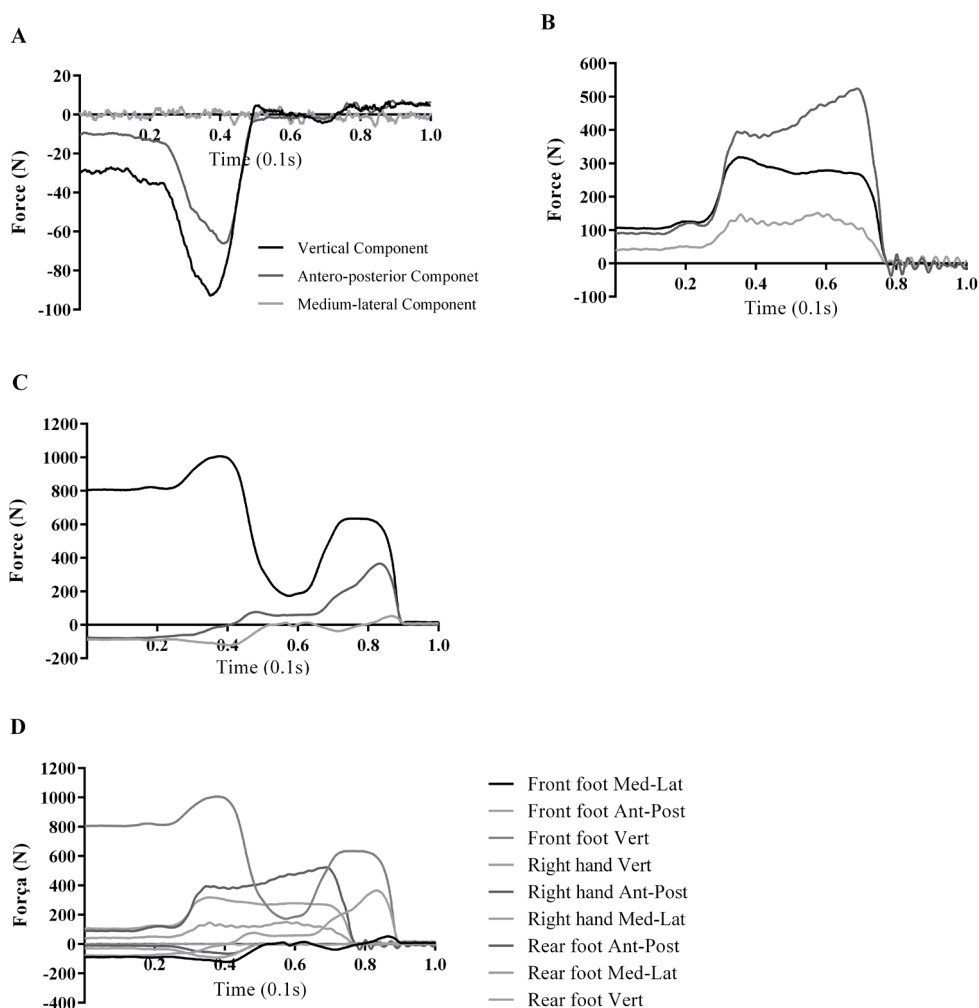 A
20
0
-20
-40
-60
-80
-100
Force (N)
0.2
0.4
0.6
0.8
1.0
Time (0.1s)
Vertical Component
Antero-posterior Componet
Medium-lateral Component
B
600
500
400
300
200
100
0
-100
Force (N)
0.2
0.4
0.6
0.8
1.0
Time (0.1s)
C
1200
1000
800
600
400
200
0
-200
Force (N)
0.2
0.4
0.6
0.8
1.0
Time (0.1s)
D
1200
1000
800
600
400
200
0
-200
-400
Força (N)
0.2
0.4
0.6
0.8
1.0
Time (0.1s)
Front foot Med-Lat
Front foot Ant-Post
Front foot Vert
Right hand Vert
Right hand Ant-Post
Right hand Med-Lat
Rear foot Ant-Post
Rear foot Med-Lat
Rear foot Vert